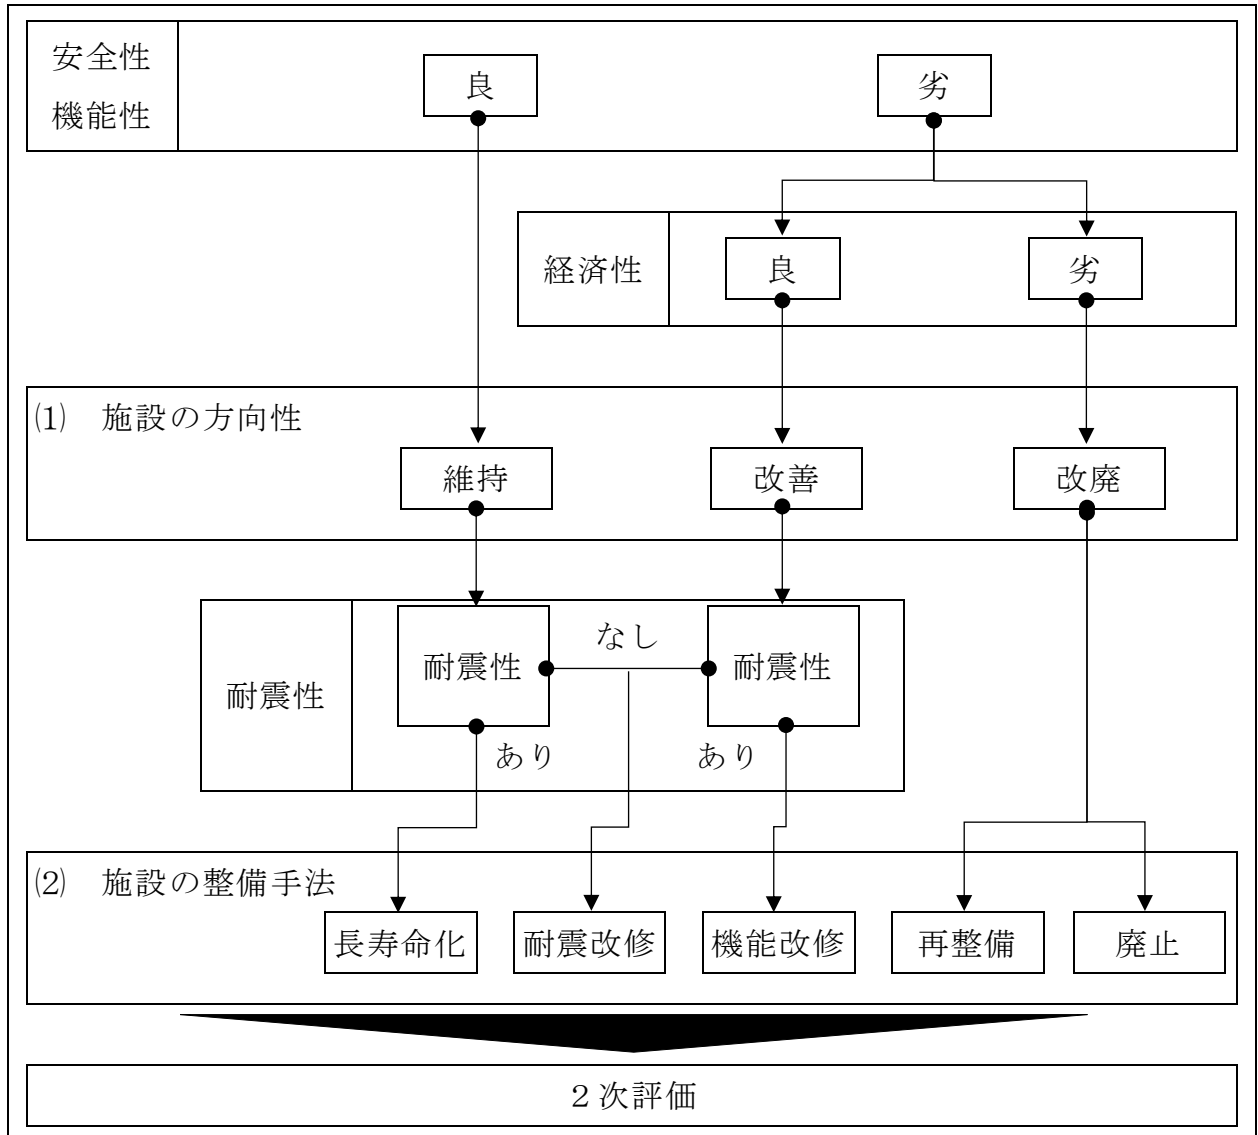 安全性
機能性
良
劣
経済性
良
劣
⑴　施設の方向性
維持
改善
改廃
耐震性
耐震性
なし
耐震性
あり
あり
⑵　施設の整備手法
長寿命化
耐震改修
機能改修
再整備
廃止
２次評価